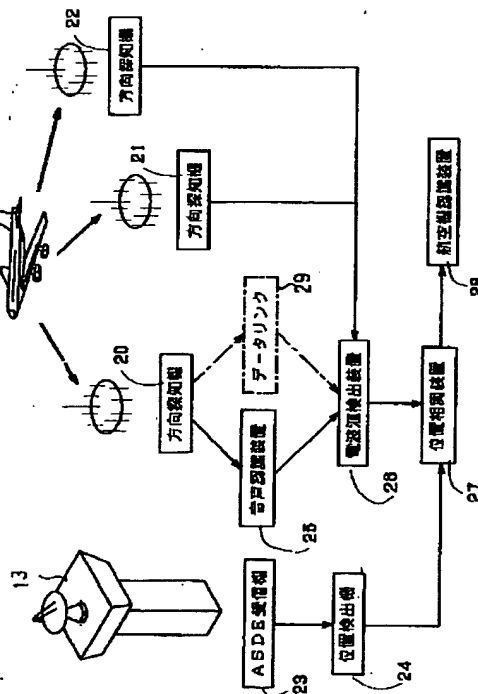 22
方向探知機
21
方向探知機
20
方向探知機
29
データリンク
13
音声認識装置
25
電波源検出装置
26
ASDE受信機
23
位置検出器
24
位置相関装置
27
航空機認識装置
28